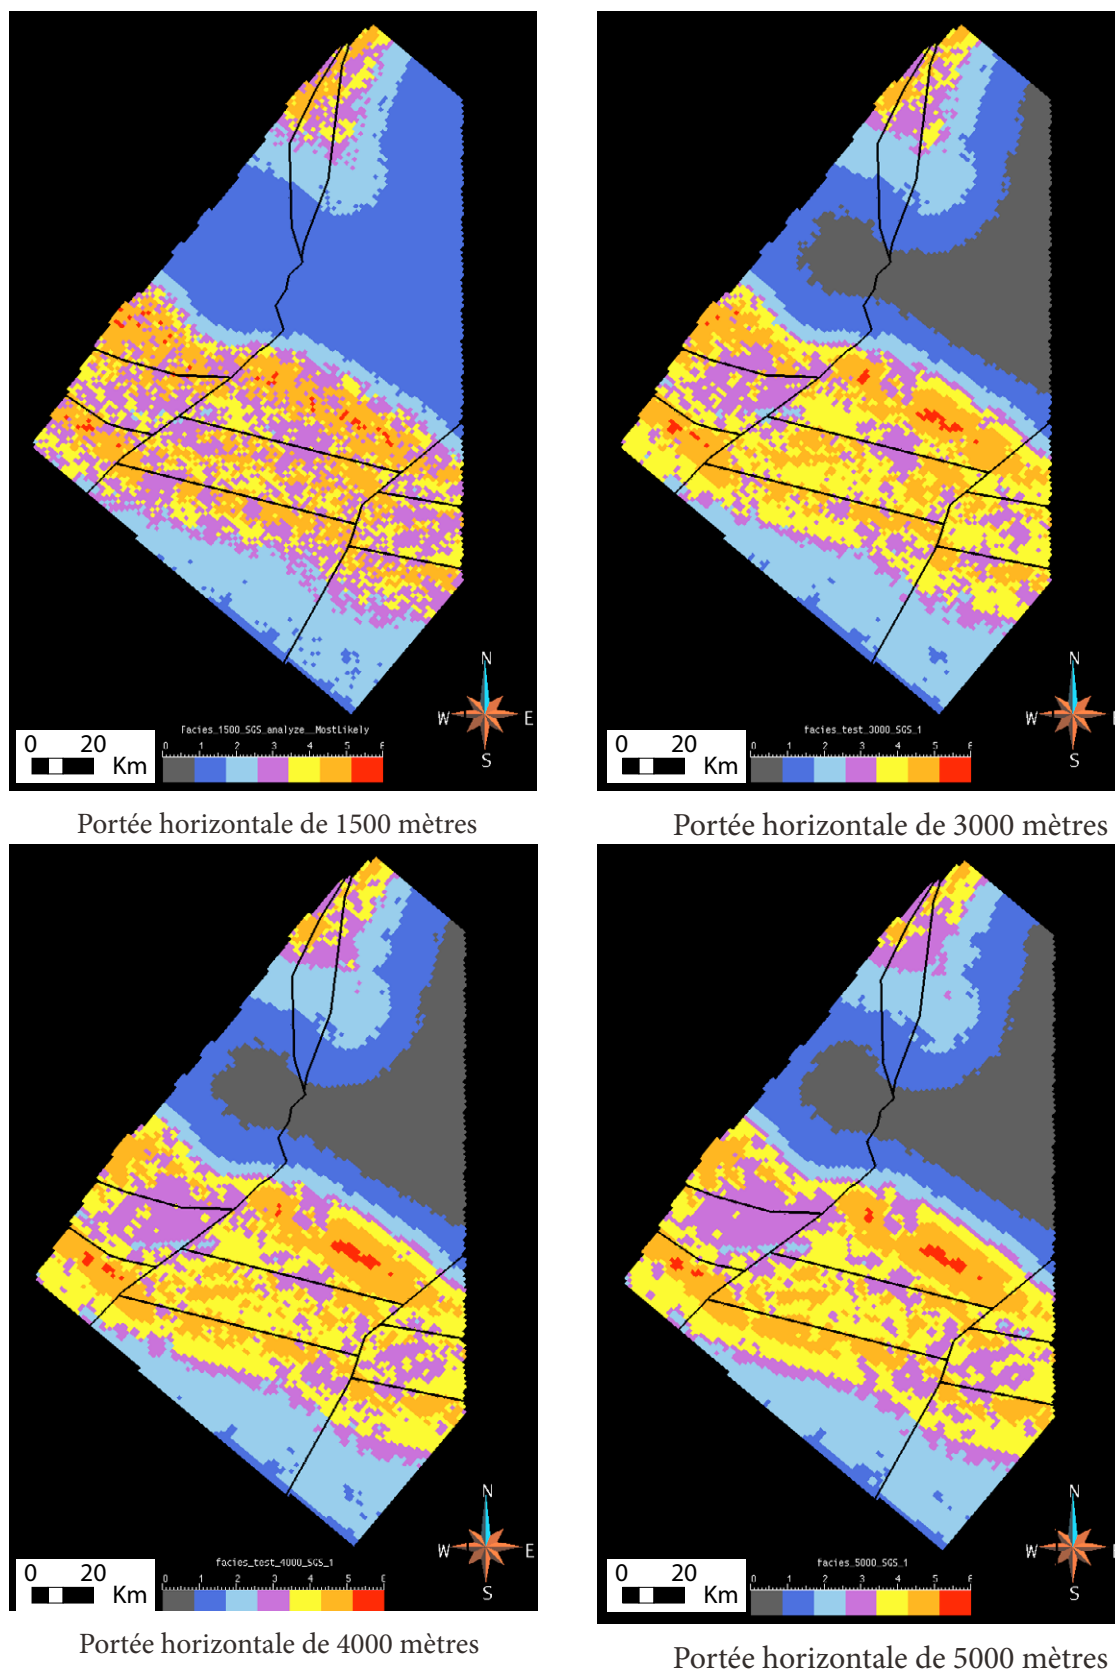 N
W E
S
Facies_1500_SGS_analyze__MostLikely
0 1 2 3 4 5 6
0 20
Km
Portée horizontale de 1500 mètres
N
W E
S
facies_test_3000_SGS_1
0 1 2 3 4 5 6
0 20
Km
Portée horizontale de 3000 mètres
N
W E
S
facies_test_4000_SGS_1
0 1 2 3 4 5 6
0 20
Km
Portée horizontale de 4000 mètres
N
W E
S
facies_5000_SGS_1
0 1 2 3 4 5 6
0 20
Km
Portée horizontale de 5000 mètres